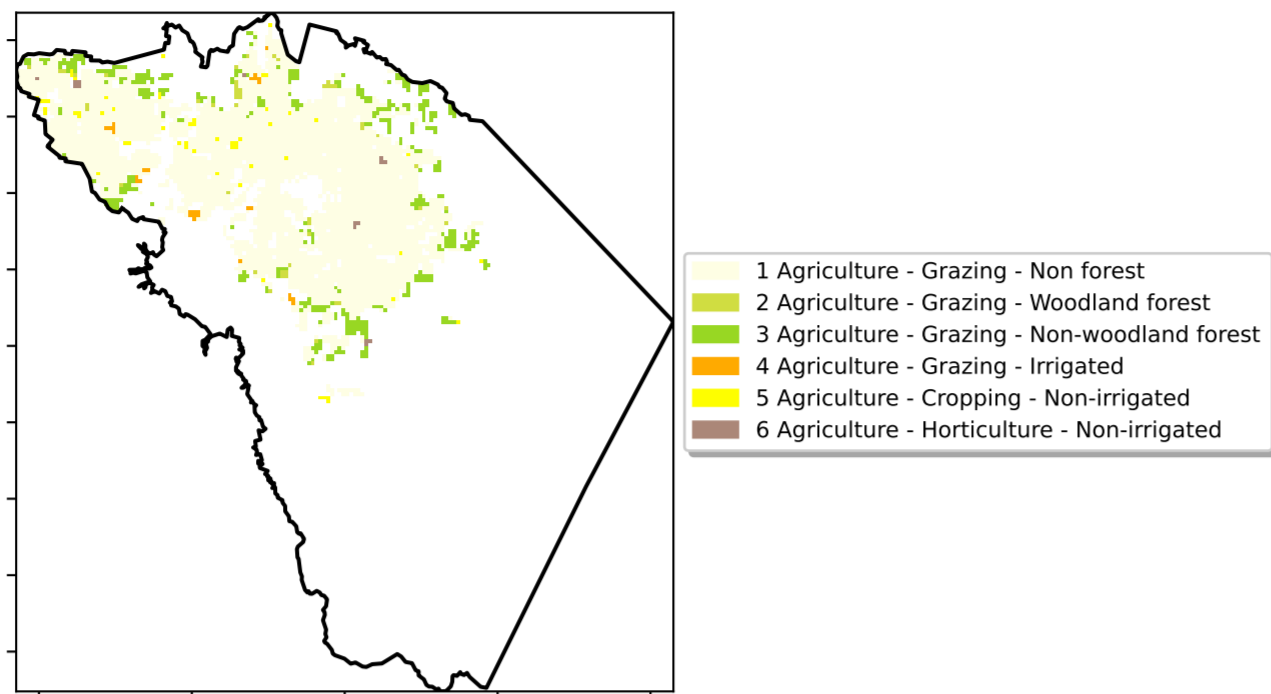 1 Agriculture - Grazing - Non forest
2 Agriculture - Grazing - Woodland forest
3 Agriculture - Grazing - Non-woodland forest
4 Agriculture - Grazing - Irrigated
5 Agriculture - Cropping - Non-irrigated
6 Agriculture - Horticulture - Non-irrigated